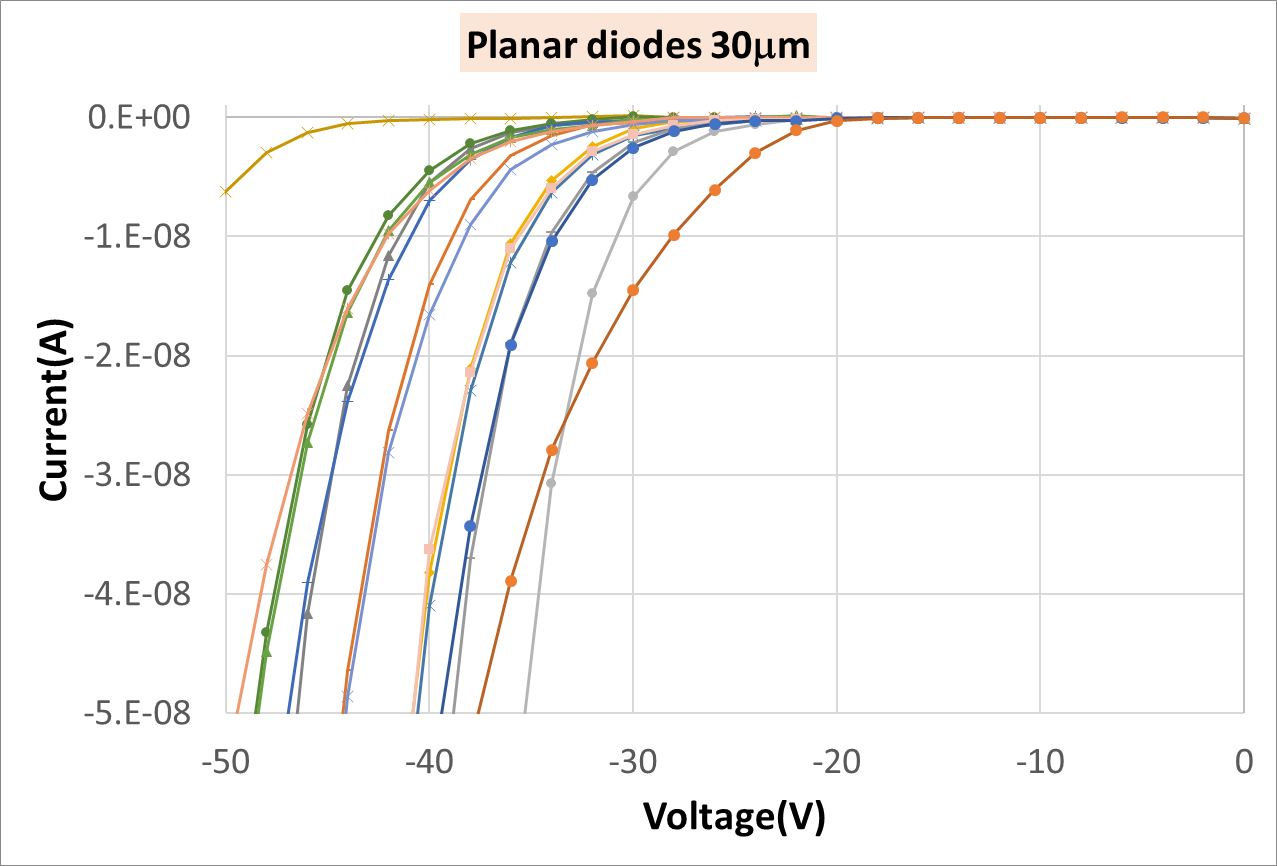 Planar diodes 30μm
0.E+00
-1.E-08
-2.E-08
-3.E-08
-4.E-08
-5.E-08
Current(A)
-50 -40 -30 -20 -10 0
Voltage(V)